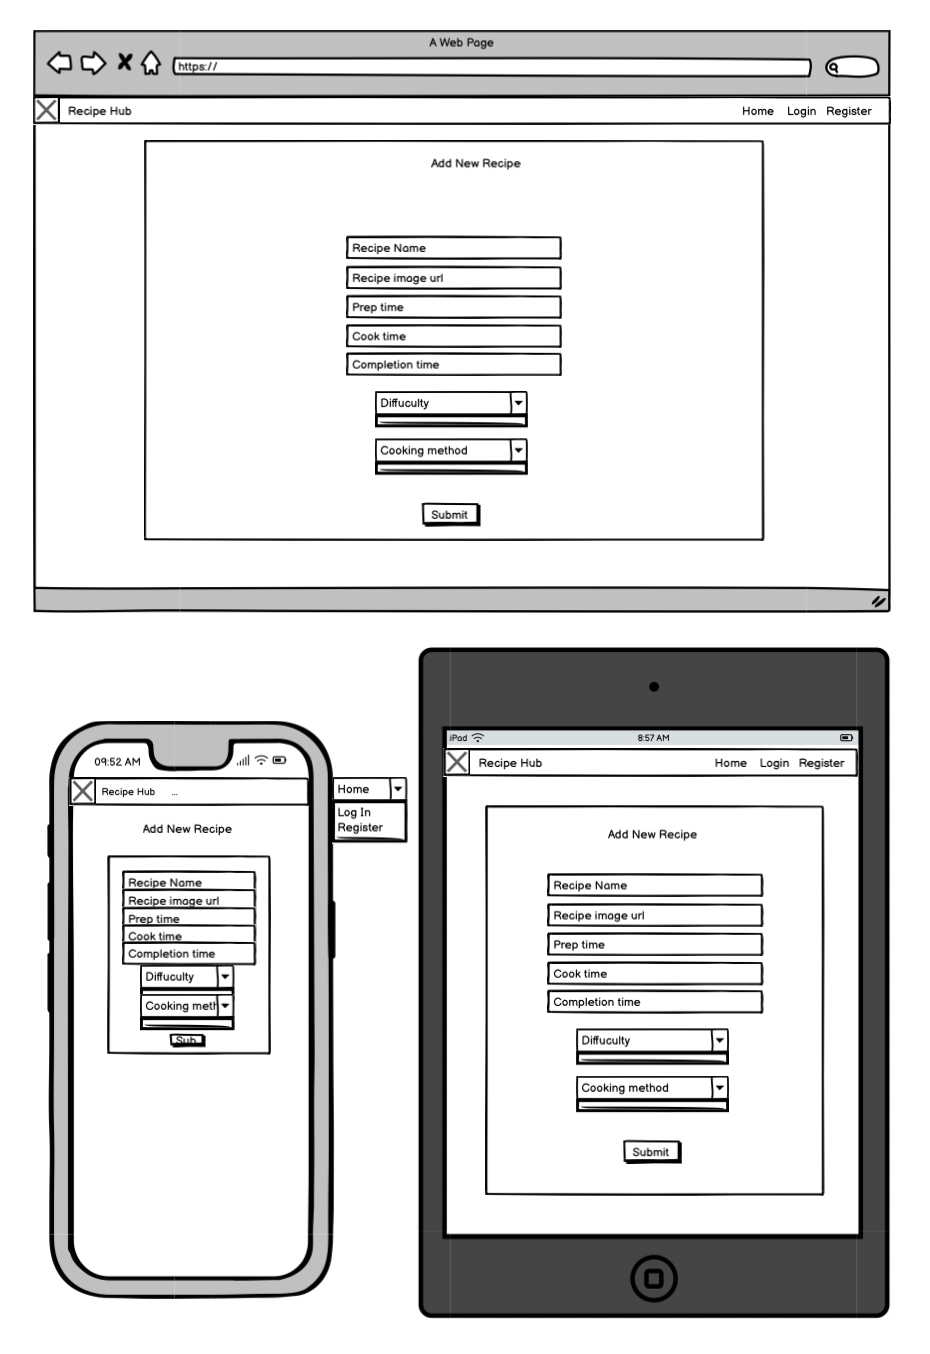 A Web Page
https://
Recipe Hub Home Login Register
Add New Recipe
Recipe Name
Recipe image url
Prep time
Cook time
Completion time
Diffuculty
Cooking method
Submit
09:52 AM
Recipe Hub ...
Add New Recipe
Recipe Name
Recipe image url
Prep time
Cook time
Completion time
Diffuculty
Cooking meth
Sub
Home
Log In
Register
iPad 8:57 AM
Recipe Hub Home Login Register
Add New Recipe
Recipe Name
Recipe image url
Prep time
Cook time
Completion time
Diffuculty
Cooking method
Submit